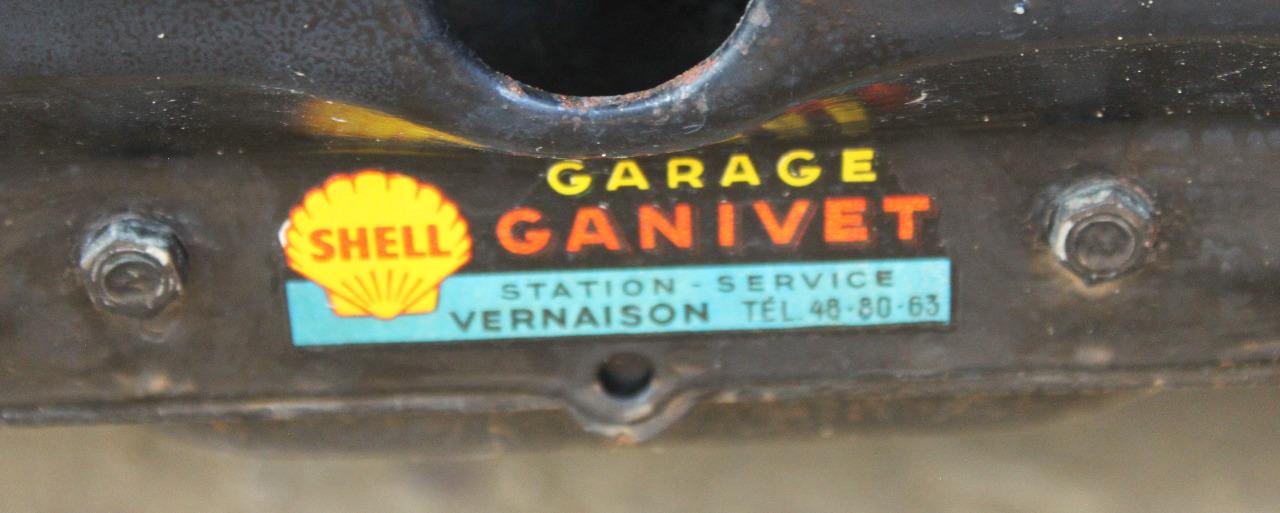 GARAGE
GANIVET
SHELL
STATION - SERVICE
VERNAISON TÉL. 48-80-63